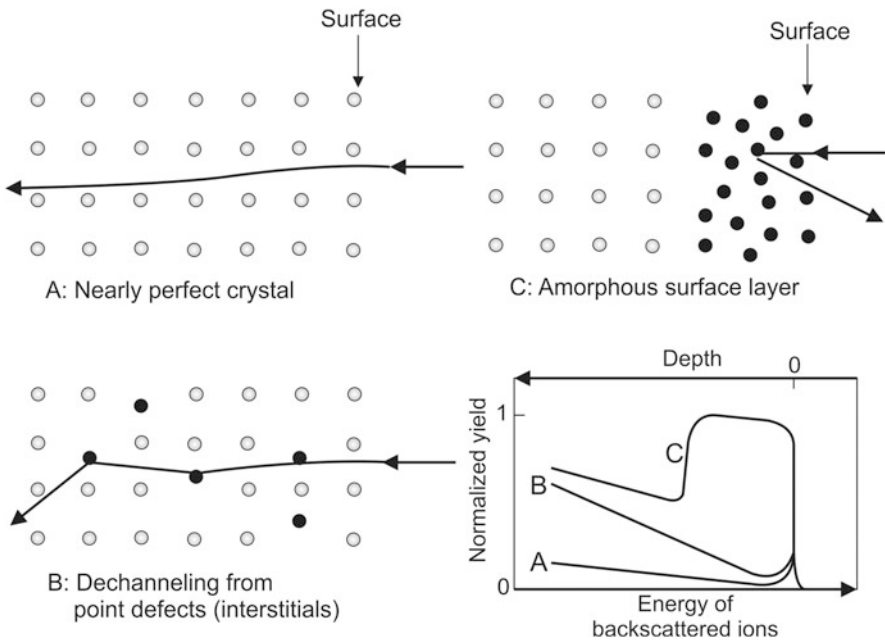 Surface
A: Nearly perfect crystal
Surface
C: Amorphous surface layer
B: Dechanneling from
point defects (interstitials)
Depth
0
Normalized yield
1
C
B
A
0
Energy of
backscattered ions